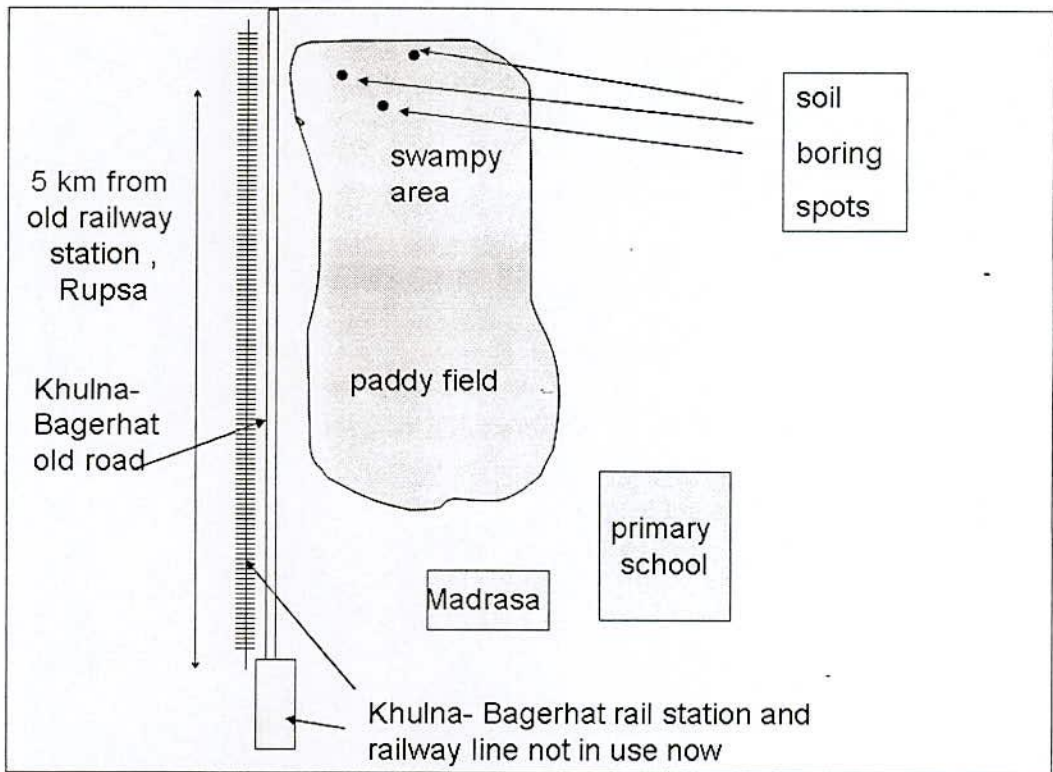 soil
boring
spots
swampy
area
5 km from
old railway
station ,
Rupsa
paddy field
Khulna-
Bagerhat
old road
primary
school
Madrasa
Khulna- Bagerhat rail station and
railway line not in use now